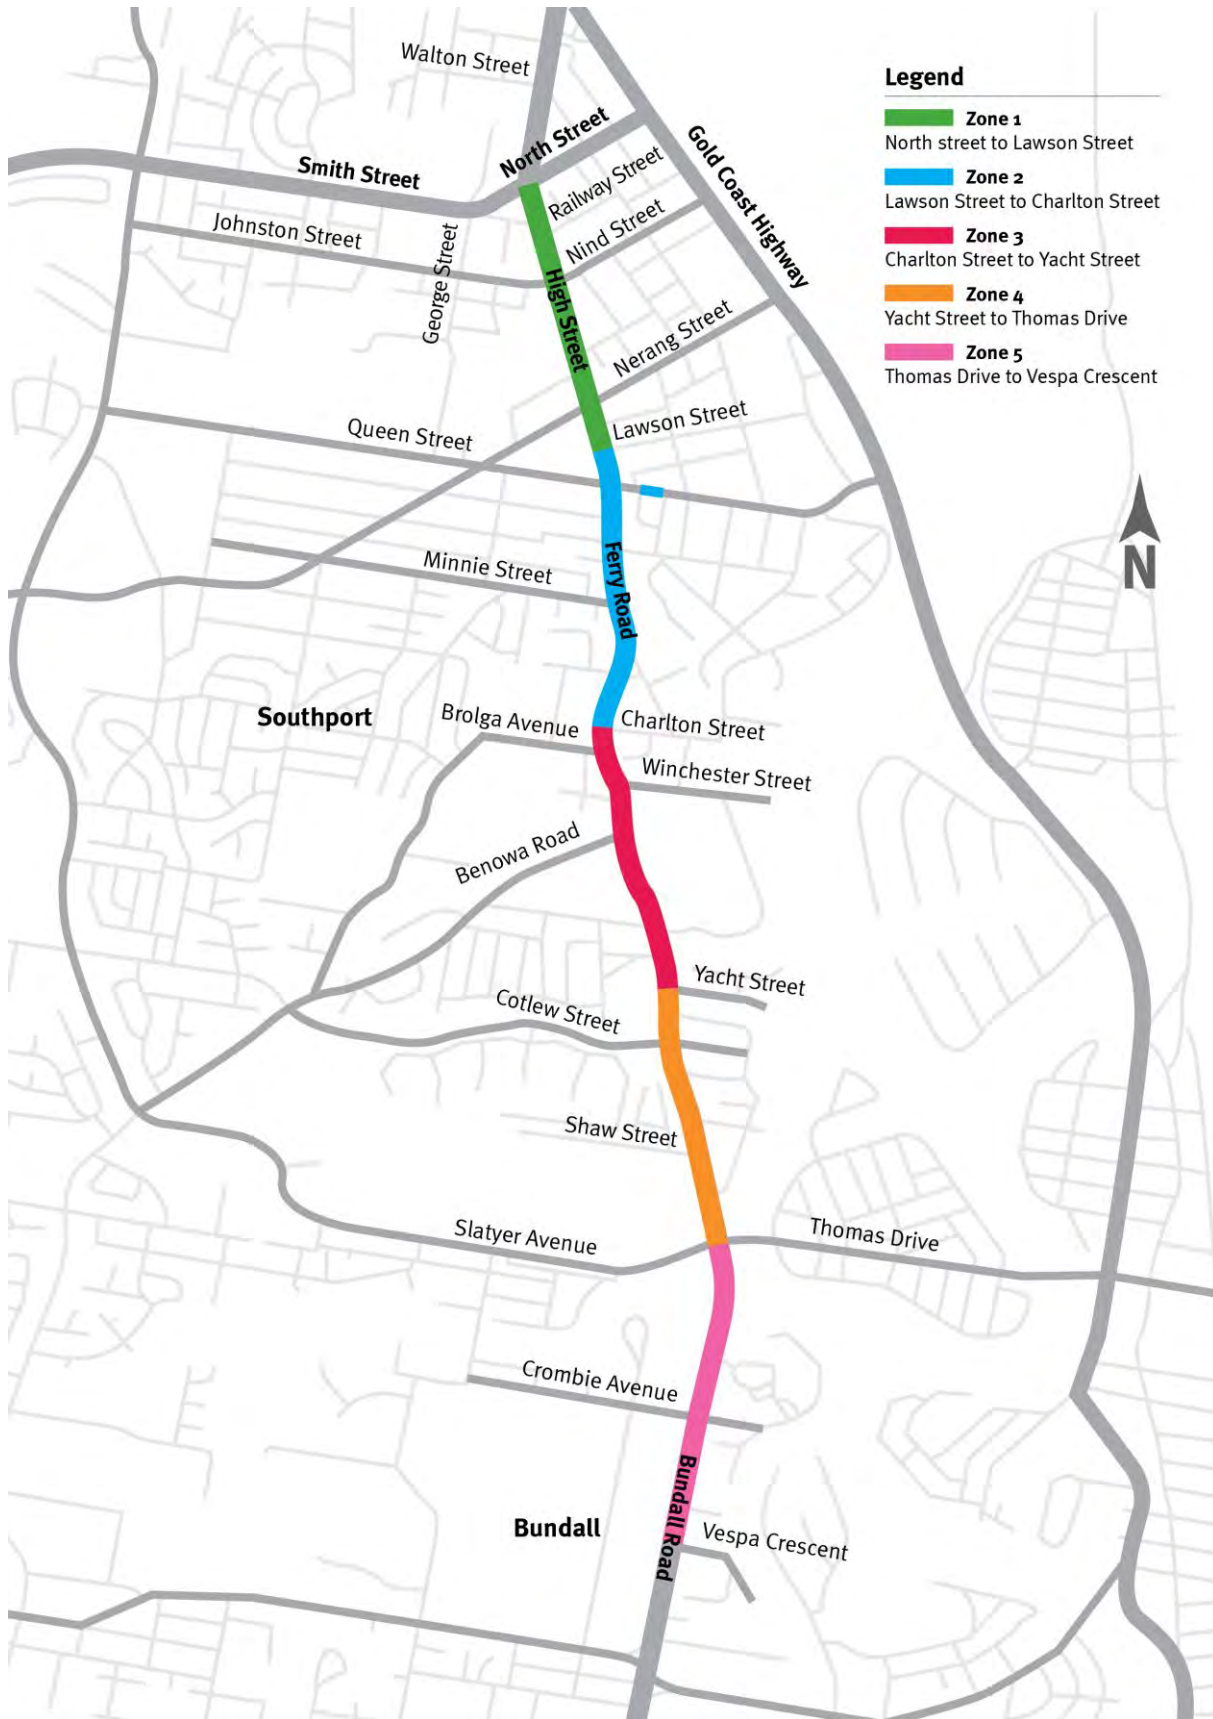 Walton Street
Legend
Zone 1
North street to Lawson Street
Zone 2
Lawson Street to Charlton Street
Zone 3
Charlton Street to Yacht Street
Zone 4
Yacht Street to Thomas Drive
Zone 5
Thomas Drive to Vespa Crescent
North Street
Gold Coast Highway
Smith Street
Railway Street
Johnston Street
Nind Street
George Street
High Street
Nerang Street
Lawson Street
Queen Street
Minnie Street
Ferry Road
N
Southport
Brolga Avenue
Charlton Street
Winchester Street
Benowa Road
Yacht Street
Cotlew Street
Shaw Street
Slatyer Avenue
Thomas Drive
Crombie Avenue
Bundall Road
Bundall
Vespa Crescent